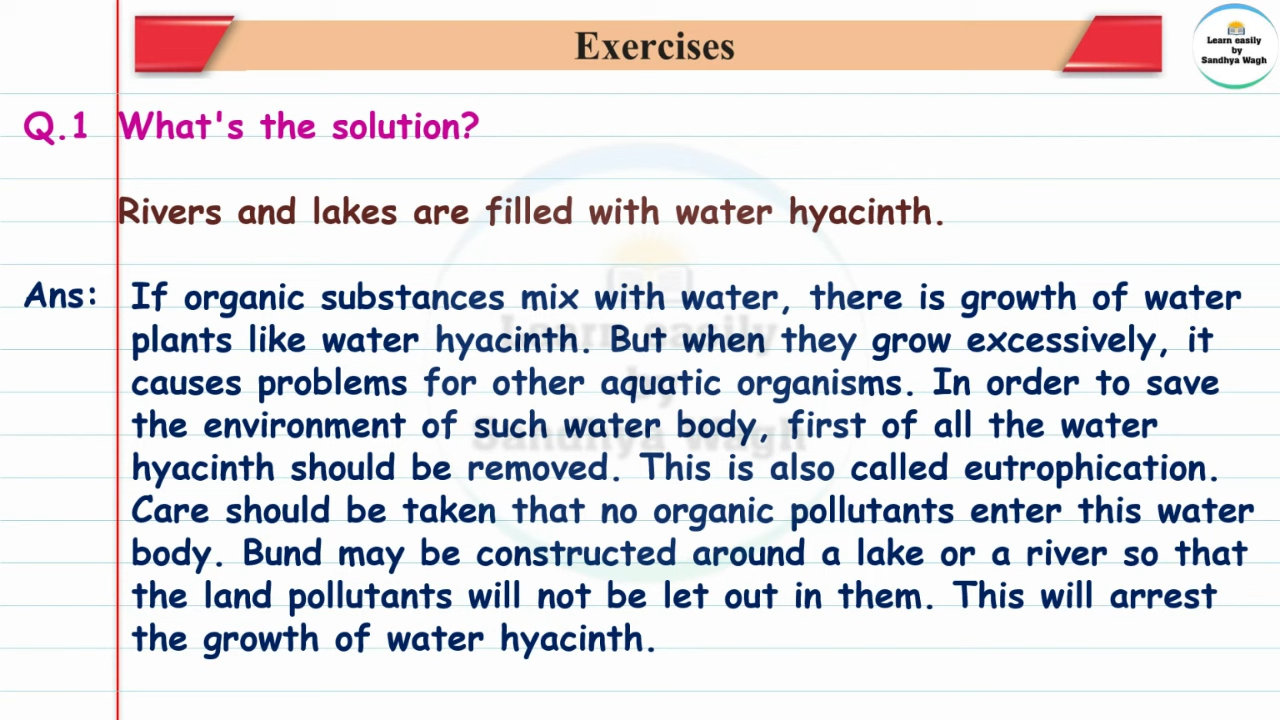 Exercises
Learn easily
by
Sandhya Wagh
Q.1 What's the solution?
Rivers and lakes are filled with water hyacinth.
Ans: If organic substances mix with water, there is growth of water
plants like water hyacinth. But when they grow excessively, it
causes problems for other aquatic organisms. In order to save
the environment of such water body, first of all the water
hyacinth should be removed. This is also called eutrophication.
Care should be taken that no organic pollutants enter this water
body. Bund may be constructed around a lake or a river so that
the land pollutants will not be let out in them. This will arrest
the growth of water hyacinth.
Learn easily
by
Sandhya Wagh